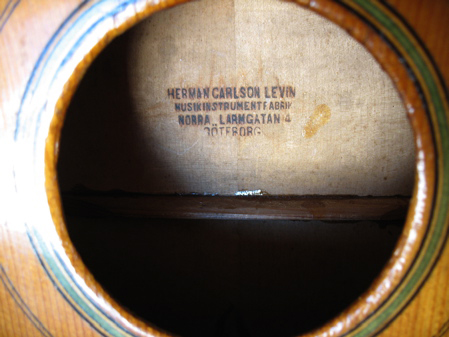 HERMAN CARLSON LEVIN
MUSIKINSTRUMENTFABRIK
NORRA LARMGATAN 4
GÖTEBORG